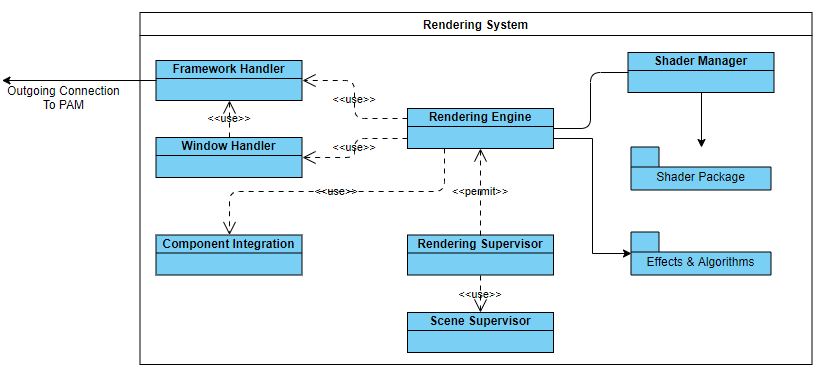 Rendering System
Framework Handler
Shader Manager
Outgoing Connection
To PAM
<<use>>
<<use>>
Rendering Engine
Window Handler
<<use>>
Shader Package
<<use>>
<<permit>>
Component Integration
Rendering Supervisor
Effects & Algorithms
<<use>>
Scene Supervisor